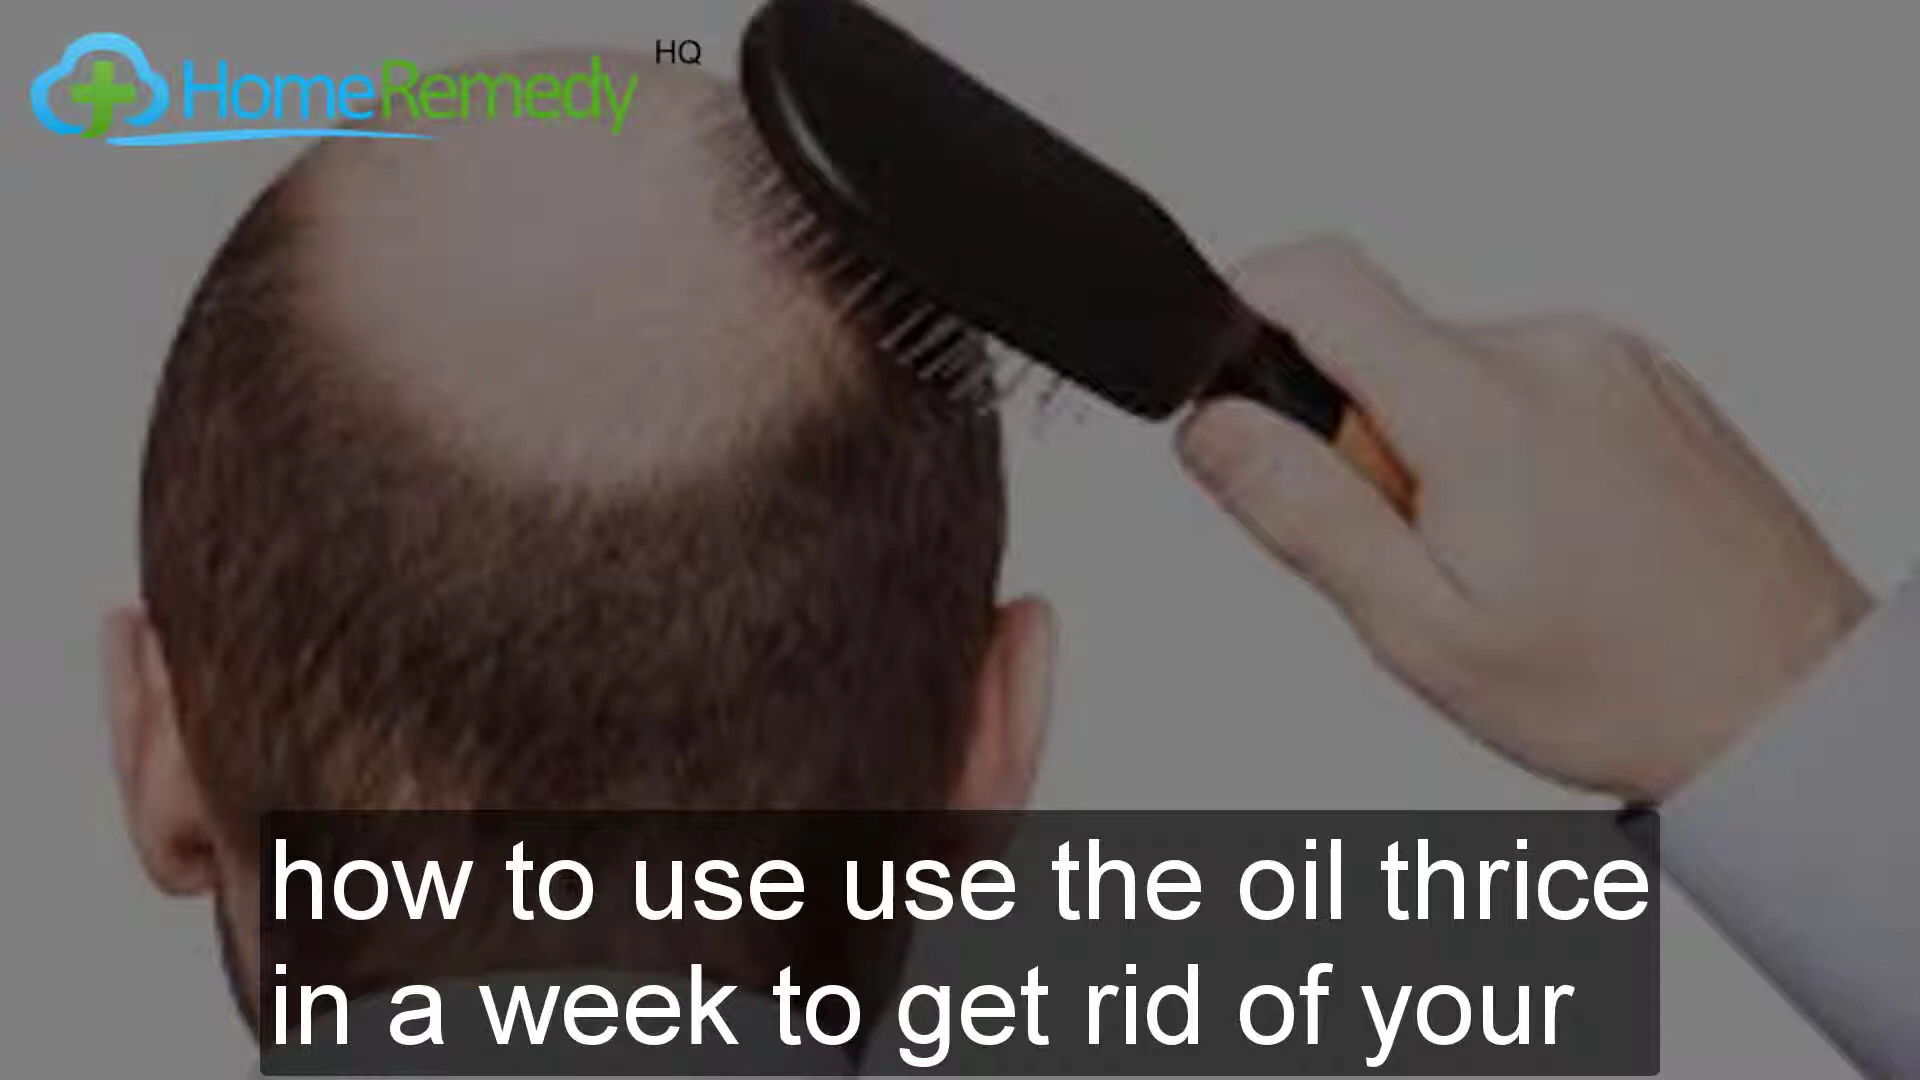 HomeRemedy HQ
how to use use the oil thrice
in a week to get rid of your